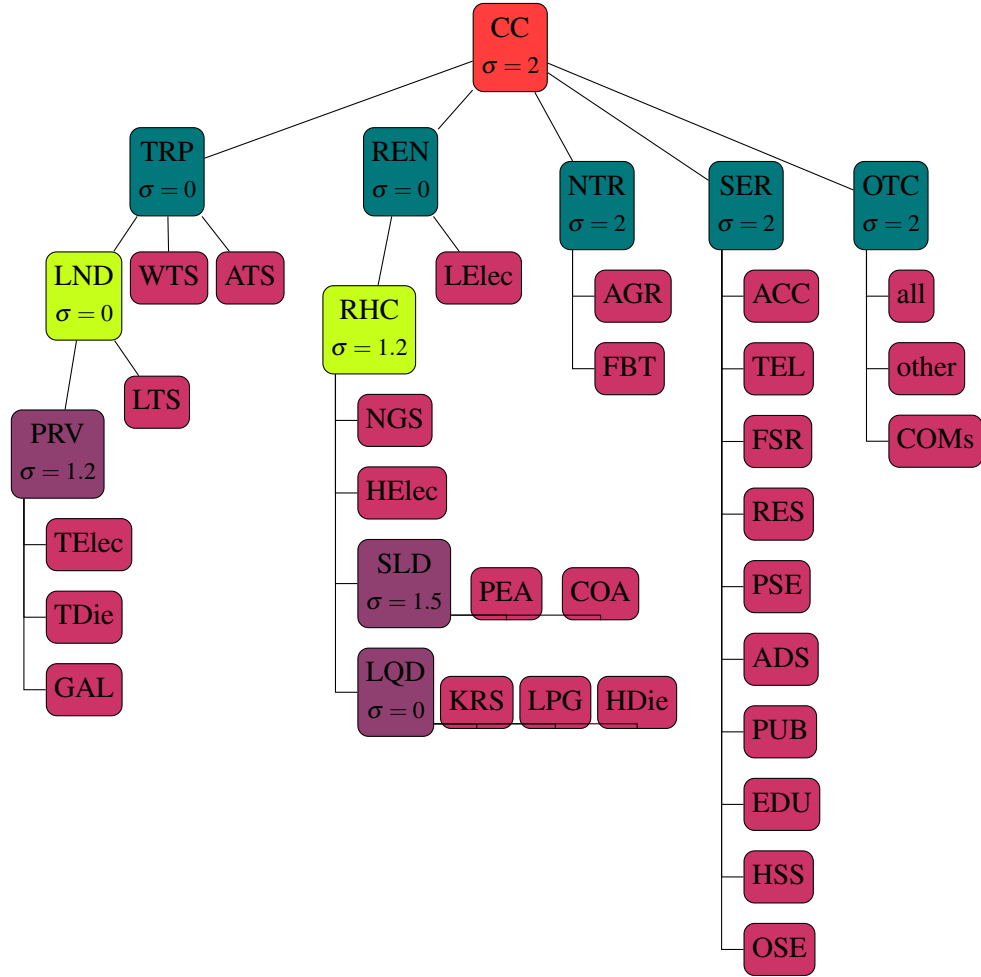 CC
σ = 2
TRP
σ = 0
REN
σ = 0
NTR
σ = 2
SER
σ = 2
OTC
σ = 2
LND
σ = 0
WTS
ATS
RHC
σ = 1.2
LElec
AGR
FBT
ACC
TEL
FSR
RES
PSE
ADS
PUB
EDU
HSS
OSE
all
other
COMs
PRV
σ = 1.2
LTS
TElec
TDie
GAL
NGS
HElec
SLD
σ = 1.5
PEA
COA
LQD
σ = 0
KRS
LPG
HDie